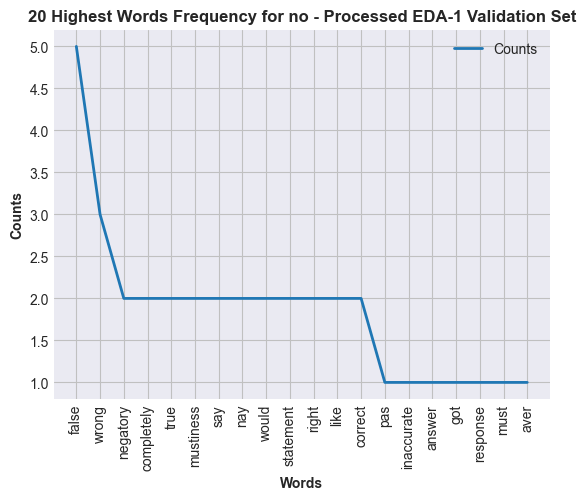 20 Highest Words Frequency for no - Processed EDA-1 Validation Set
Counts
5.0
4.5
4.0
3.5
3.0
2.5
2.0
1.5
1.0
Counts
false
wrong
negatory
completely
true
mustiness
say
nay
would
statement
right
like
correct
pas
inaccurate
answer
got
response
must
aver
Words